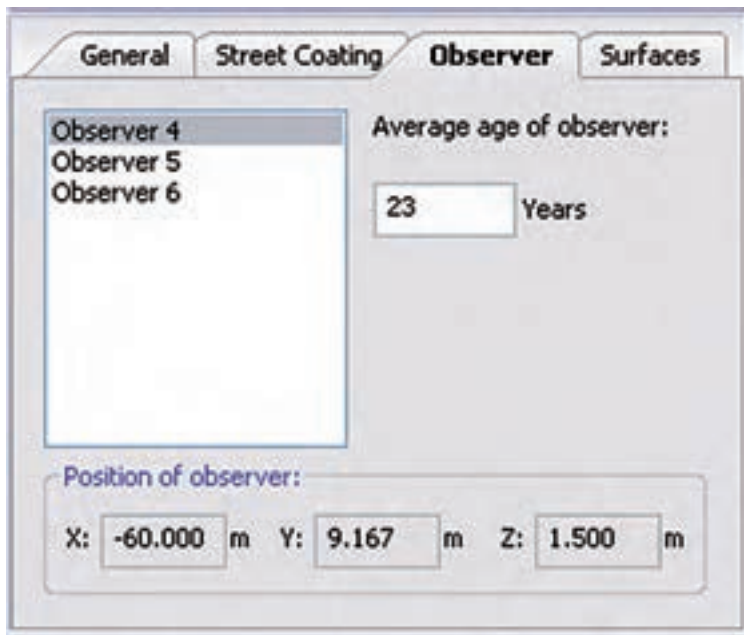 General Street Coating Observer Surfaces
Observer 4
Observer 5
Observer 6
Average age of observer:
23 Years
Position of observer:
X: -60.000 m Y: 9.167 m Z: 1.500 m